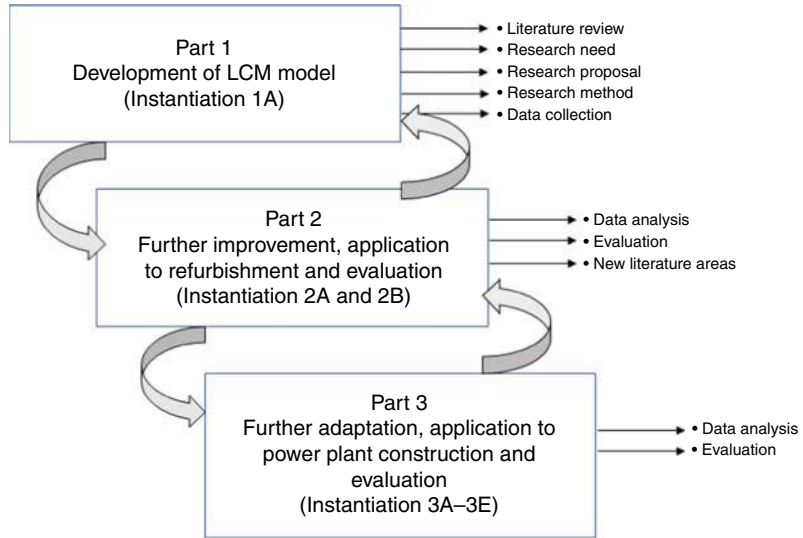 Part 1
Development of LCM model
(Instantiation 1A)
• Literature review
• Research need
• Research proposal
• Research method
• Data collection
Part 2
Further improvement, application
to refurbishment and evaluation
(Instantiation 2A and 2B)
• Data analysis
• Evaluation
• New literature areas
Part 3
Further adaptation, application to
power plant construction and
evaluation
(Instantiation 3A–3E)
• Data analysis
• Evaluation